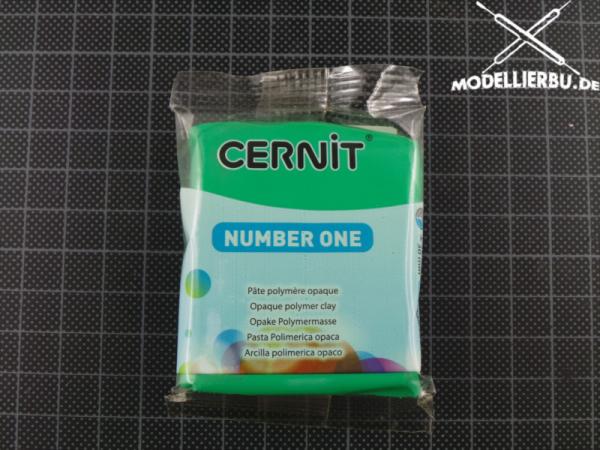 MODELLIERBU.DE
CERNiT®
NUMBER ONE
Pâte polymère opaque
Opaque polymer clay
Opake Polymermasse
Pasta Polimerica opaca
Arcilla polimerica opaco